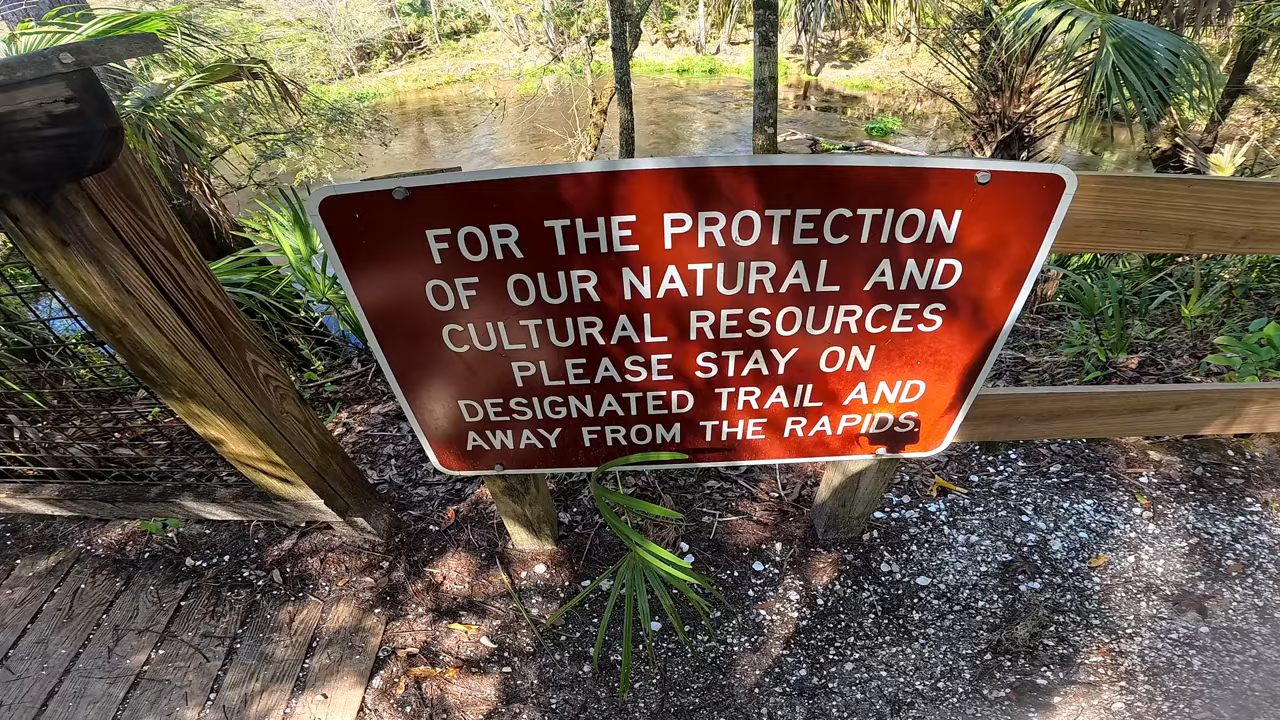 FOR THE PROTECTION
OF OUR NATURAL AND
CULTURAL RESOURCES
PLEASE STAY ON
DESIGNATED TRAIL AND
AWAY FROM THE RAPIDS.